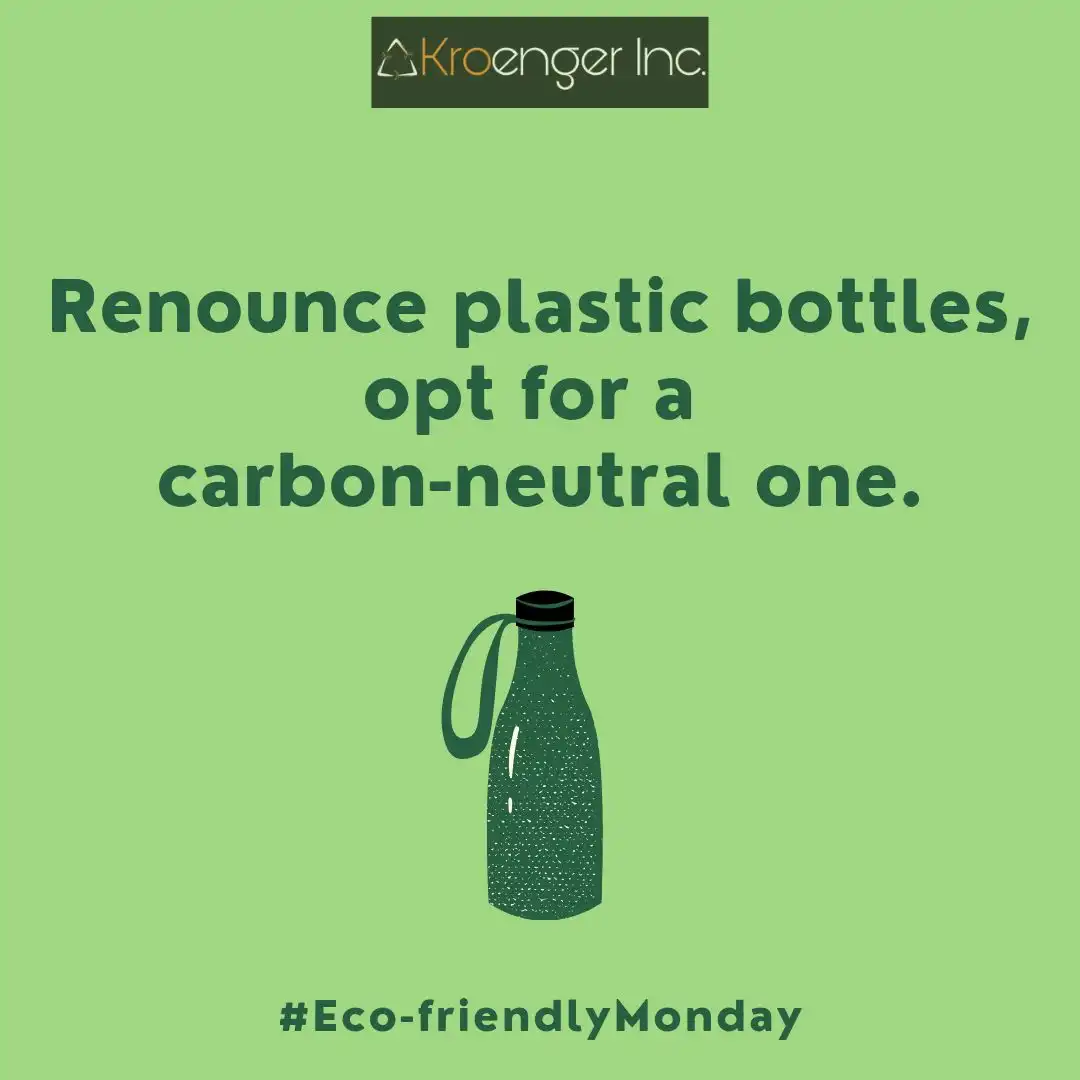 Kroenger Inc.
Renounce plastic bottles,
opt for a
carbon-neutral one.
#Eco-friendlyMonday